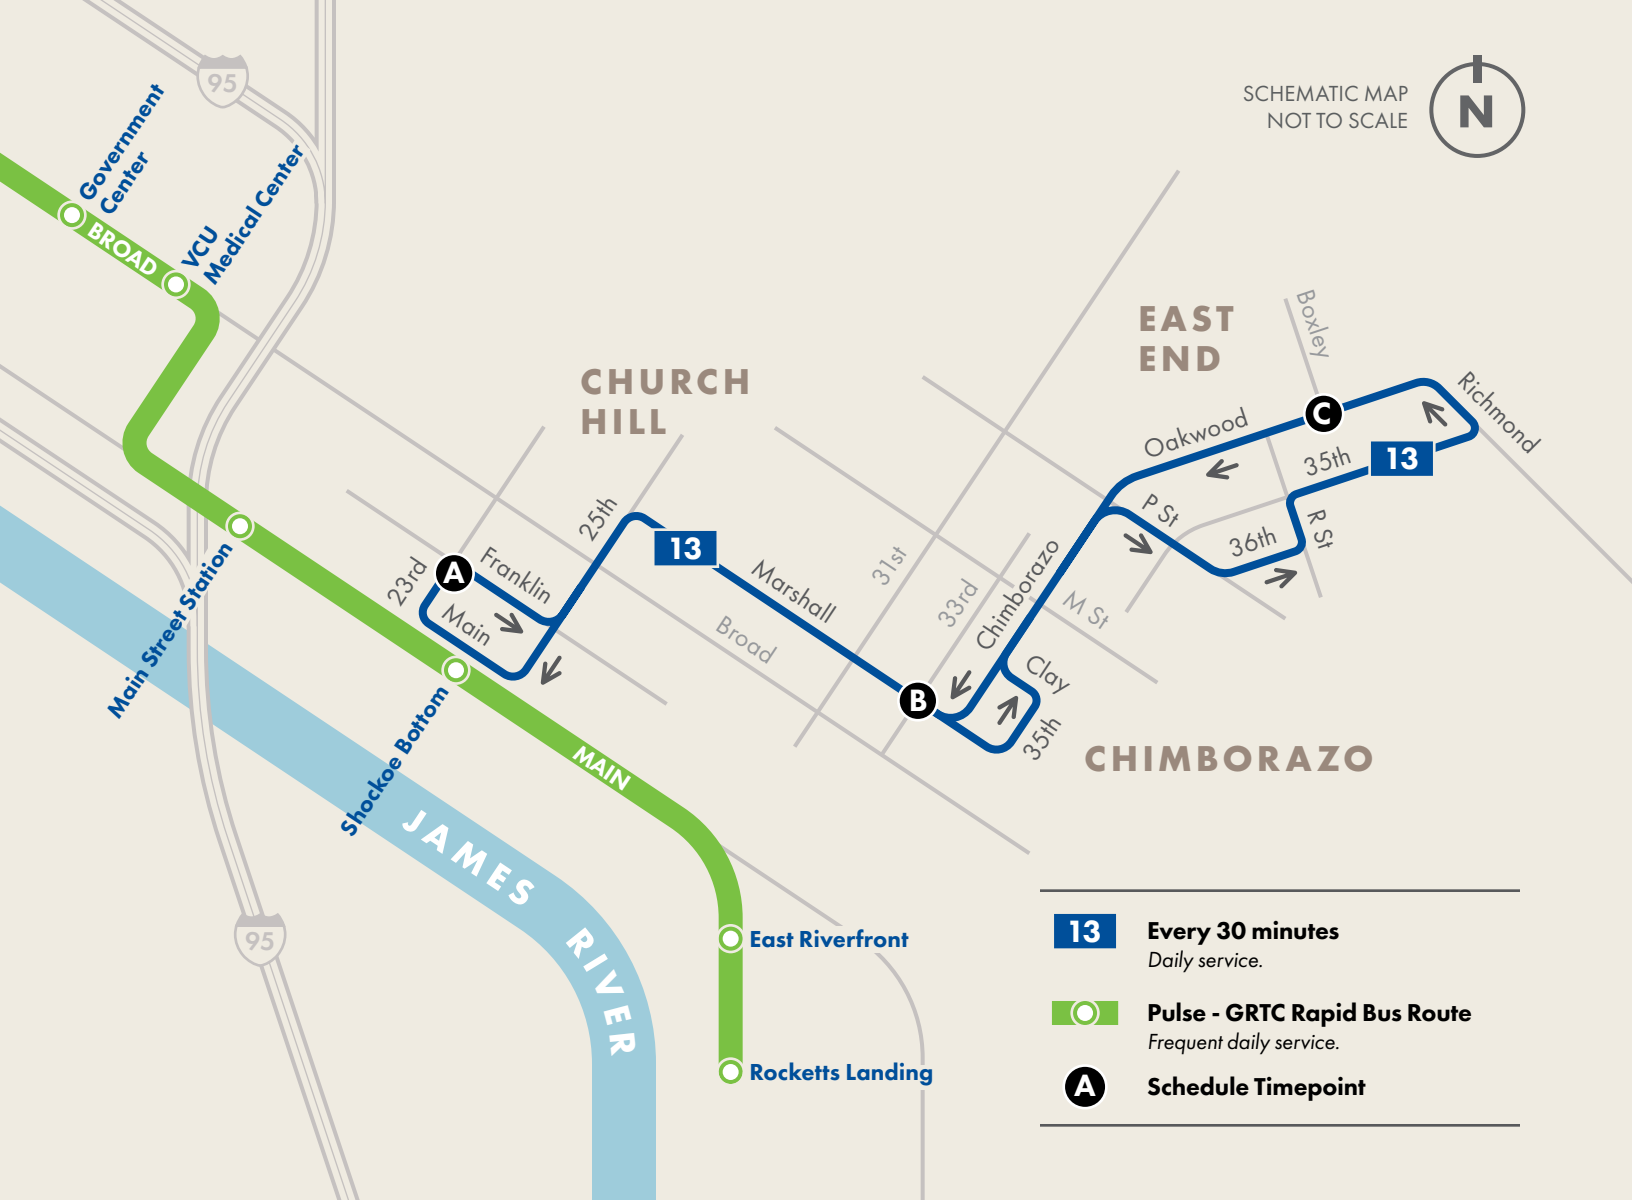 95
SCHEMATIC MAP
NOT TO SCALE
N
Government
Center
VCU
Medical Center
BROAD
EAST
END
Boxley
CHURCH
HILL
Richmond
C
Oakwood
35th
13
P St
R St
36th
25th
13
23rd
A
Franklin
Main
Marshall
31st
33rd
Chimborazo
M St
Broad
Main Street Station
Clay
B
35th
Shockoe Bottom
MAIN
CHIMBORAZO
JAMES
RIVER
95
East Riverfront
Rocketts Landing
13
Every 30 minutes
Daily service.
Pulse - GRTC Rapid Bus Route
Frequent daily service.
A
Schedule Timepoint